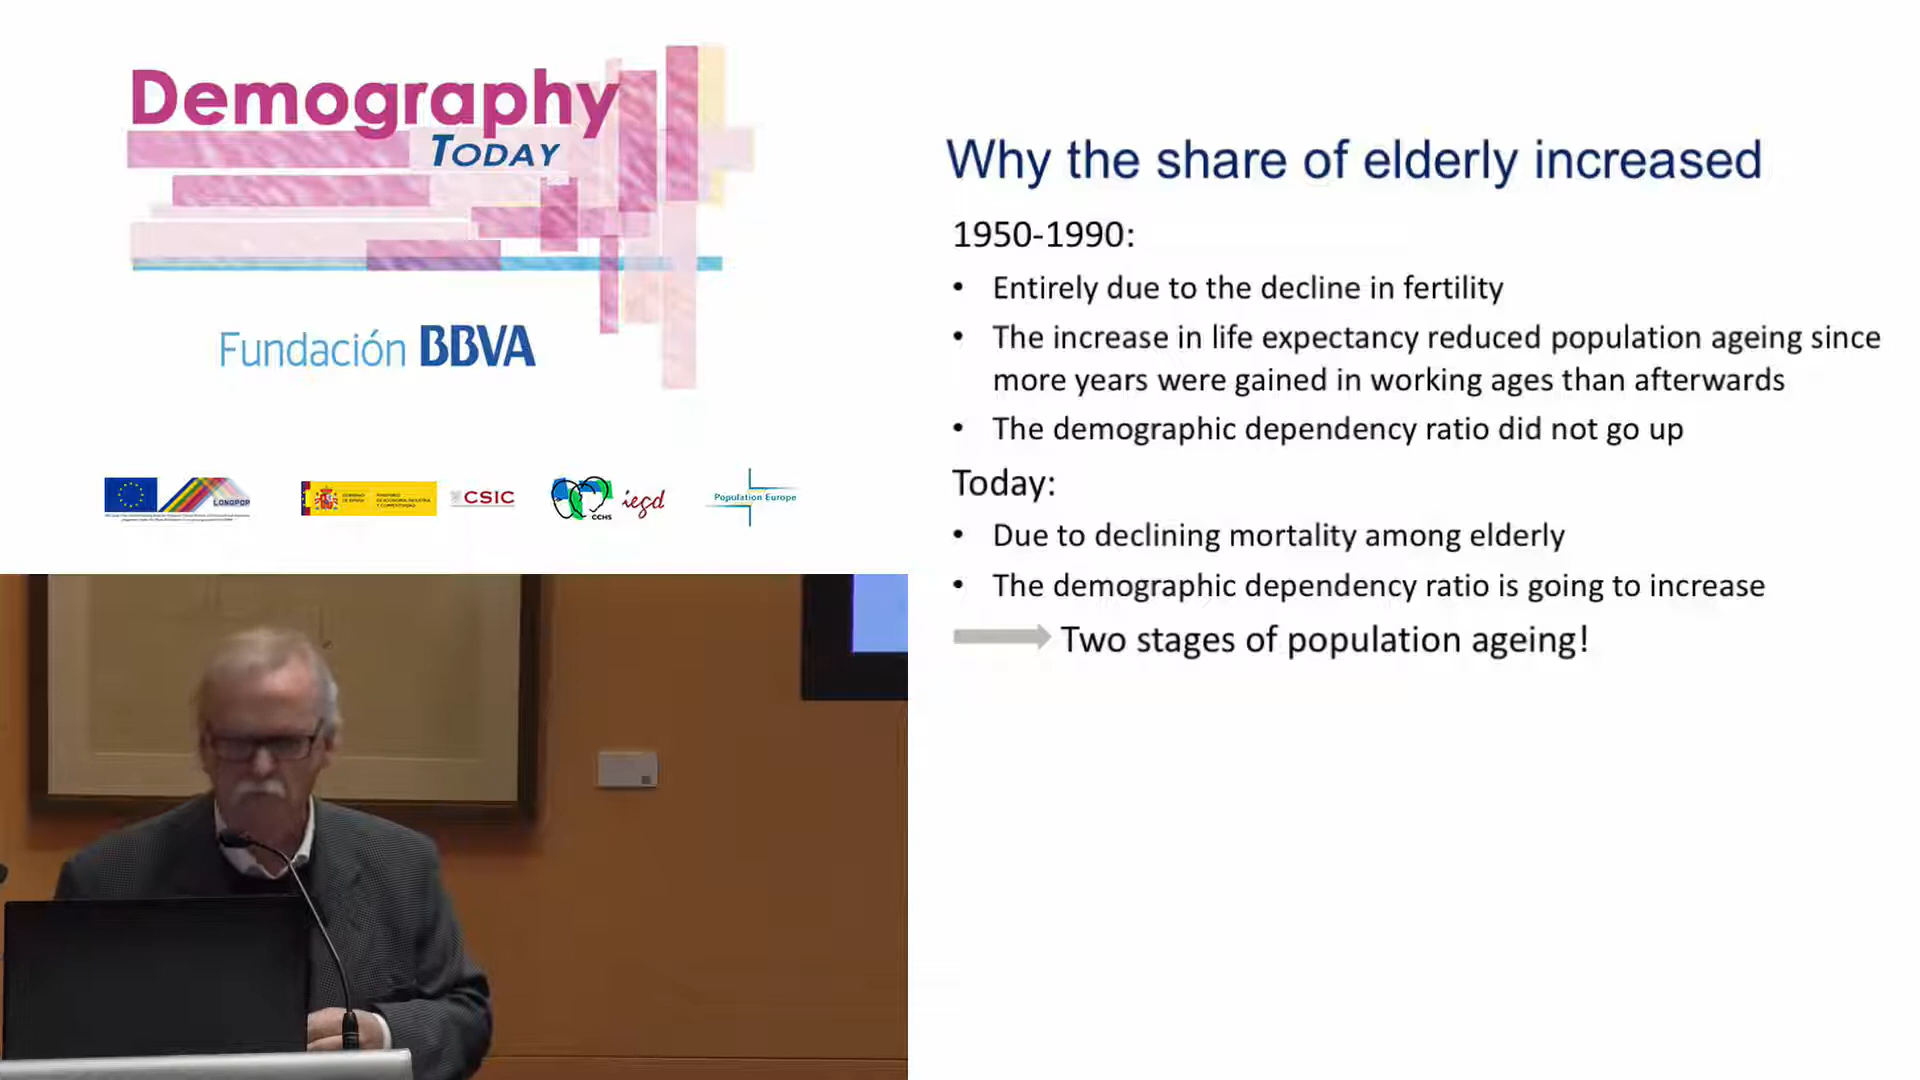 Demography
TODAY
Fundación BBVA
LONGPOP
CSIC
CCHS
iegd
Population Europe
Why the share of elderly increased
1950-1990:
• Entirely due to the decline in fertility
• The increase in life expectancy reduced population ageing since
more years were gained in working ages than afterwards
• The demographic dependency ratio did not go up
Today:
• Due to declining mortality among elderly
• The demographic dependency ratio is going to increase
Two stages of population ageing!